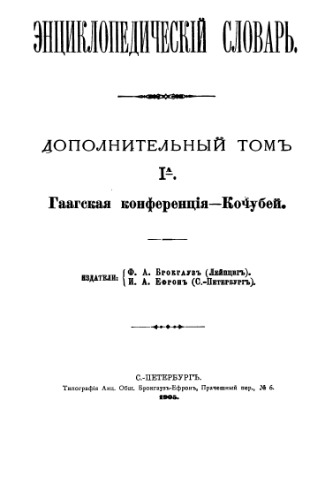 ЭНЦИКЛОПЕДИЧЕСКІЙ СЛОВАРЬ.
ДОПОЛНИТЕЛЬНЫЙ ТОМЪ
Iᴬ.
Гаагская конференція—Кочубей.
ИЗДАТЕЛИ:
Ф. А. Брокгаузъ (Лейпцигъ).
И. А. Ефронъ (С.-Петербургъ).
С.-ПЕТЕРБУРГЪ.
Типографія Акц. Общ. Брокгаузъ-Ефронъ, Прачешный пер., № 6.
1905.